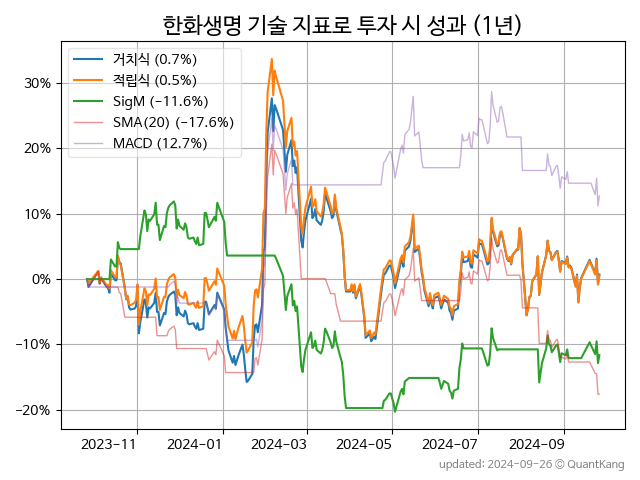 한화생명 기술 지표로 투자 시 성과 (1년)
거치식 (0.7%)
적립식 (0.5%)
SigM (−11.6%)
SMA(20) (−17.6%)
MACD (12.7%)
30%
20%
10%
0%
−10%
−20%
2023-11 2024-01 2024-03 2024-05 2024-07 2024-09
updated: 2024-09-26 © QuantKang